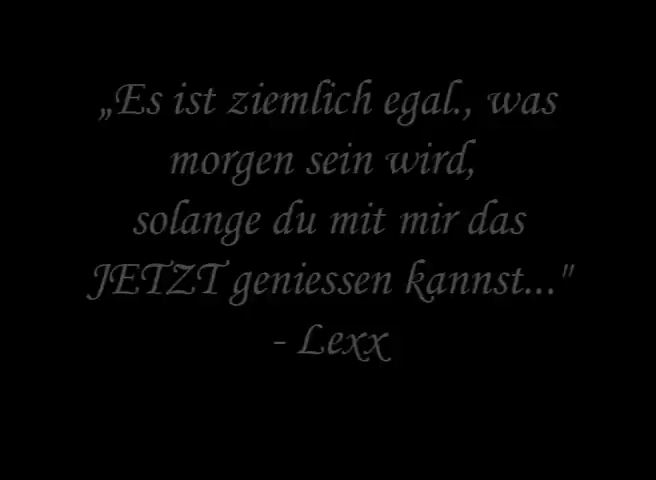 „Es ist ziemlich egal., was
morgen sein wird,
solange du mit mir das
JETZT geniessen kannst..."
- Lexx